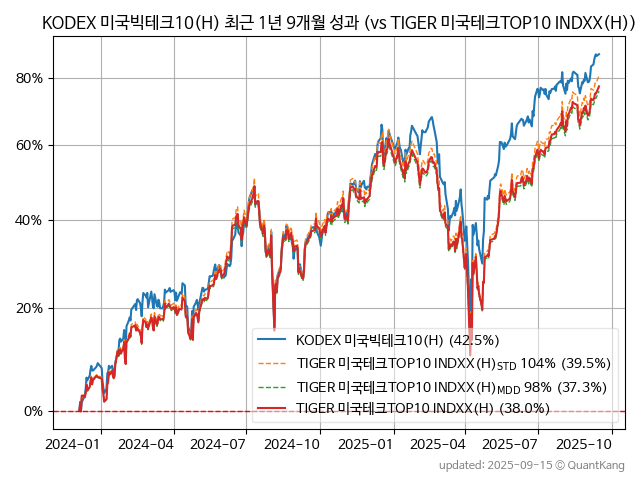 KODEX 미국빅테크10(H) 최근 1년 9개월 성과 (vs TIGER 미국테크TOP10 INDXX(H))
80%
60%
40%
20%
0%
KODEX 미국빅테크10(H) (42.5%)
TIGER 미국테크TOP10 INDXX(H)STD 104% (39.5%)
TIGER 미국테크TOP10 INDXX(H)MDD 98% (37.3%)
TIGER 미국테크TOP10 INDXX(H) (38.0%)
2024-01 2024-04 2024-07 2024-10 2025-01 2025-04 2025-07 2025-10
updated: 2025-09-15 © QuantKang